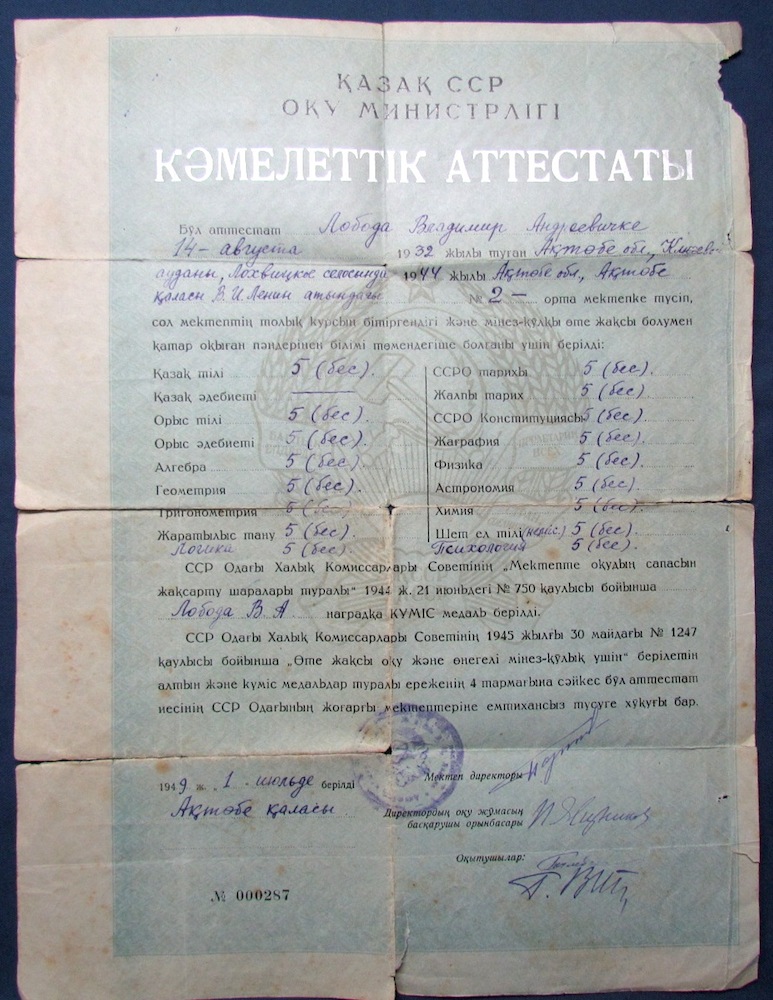 ҚАЗАҚ ССР
ОҚУ МИНИСТРЛІГІ
КӘМЕЛЕТТІК АТТЕСТАТЫ
Бұл аттестат Лобода Владимир Андреевичке
14 - августа 1932 жылы туған Ақтөбе обл.,
ауданы, Лохвицкое селосинда 1944 жылы Ақтөбе обл., Ақтөбе
қаласы В. И. Ленин атындағы № 2 - орта мектепке түсіп,
сол мектептің толық курсын бітіргендігі және мінез-құлқы өте жақсы болумен
қатар оқыған пәндерінен білімі төмендегіше болғаны үшін берілді:
Қазақ тілі 5 (бес).
Қазақ әдебиеті
Орыс тілі 5 (бес).
Орыс әдебиеті 5 (бес).
Алгебра 5 (бес).
Геометрия 5 (бес).
Тригонометрия 5 (бес).
Жаратылыс тану 5 (бес).
Логика 5 (бес).
ССРО тарихы 5 (бес).
Жалпы тарих 5 (бес).
ССРО Конституциясы 5 (бес).
Жағрафия 5 (бес).
Физика 5 (бес).
Астрономия 5 (бес).
Химия 5 (бес).
Шет ел тілі (неміс.) 5 (бес).
Психология 5 (бес).
ССР Одағы Халық Комиссарлары Советінің „Мектепте оқудың сапасын
жақсарту шаралары туралы“ 1944 ж. 21 июньдегі № 750 қаулысы бойынша
Лобода В. А наградқа КҮМІС медаль берілді.
ССР Одағы Халық Комиссарлары Советінің 1945 жылғы 30 майдағы № 1247
қаулысы бойынша „Өте жақсы оқу және өнегелі мінез-құлық үшін“ берілетін
алтын және күміс медальдар туралы ереженің 4 тармағына сәйкес бұл аттестат
иесінің ССР Одағының жоғарғы мектептеріне емтихансыз түсуге хұқұғы бар.
1949 ж. „1 - июльде берілді
Ақтөбе қаласы
№ 000287
Мектеп директоры
Директордың оқу жұмасын
басқарушы орынбасары
Оқытушылар: